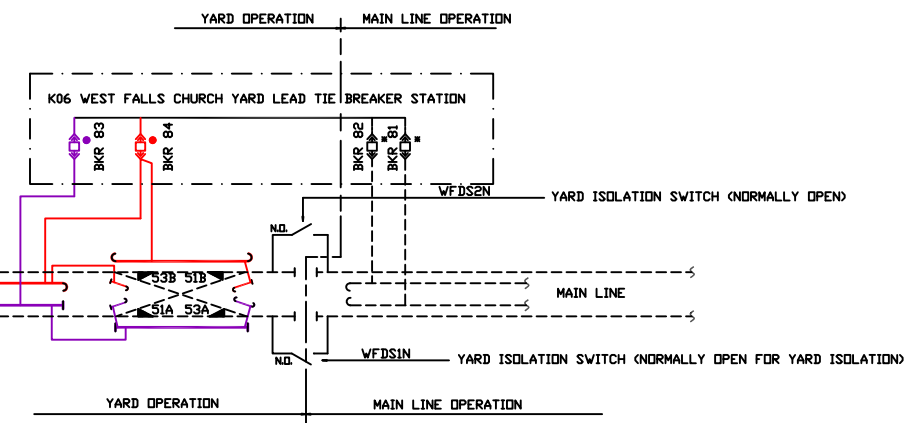 YARD OPERATION
MAIN LINE OPERATION
K06 WEST FALLS CHURCH YARD LEAD TIE BREAKER STATION
BKR 83
BKR 84
BKR 82
BKR 81
*
*
WFDS2N
YARD ISOLATION SWITCH (NORMALLY OPEN)
N.O.
53B
51B
51A
53A
MAIN LINE
WFDS1N
N.O.
YARD ISOLATION SWITCH (NORMALLY OPEN FOR YARD ISOLATION)
YARD OPERATION
MAIN LINE OPERATION